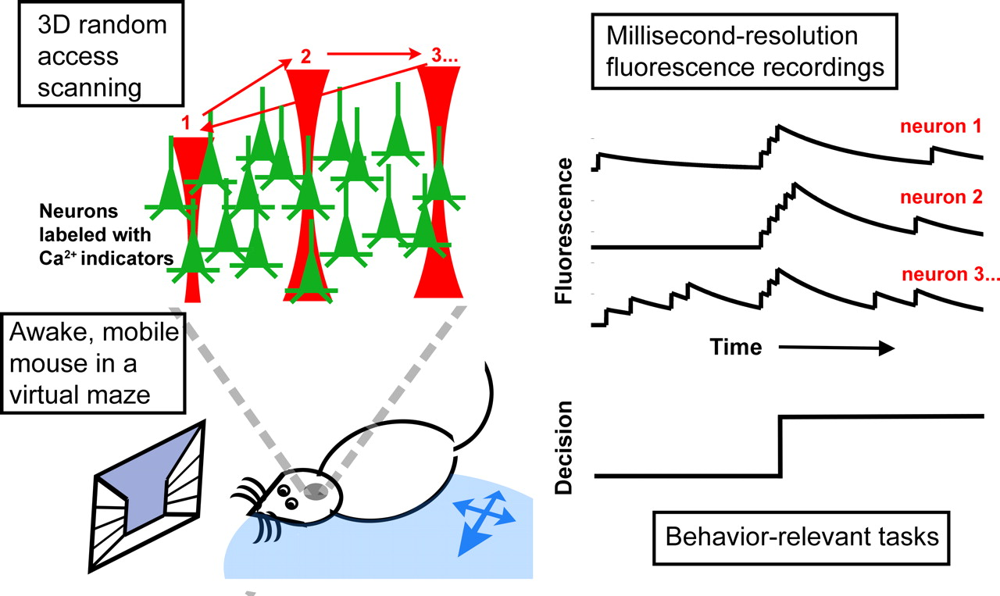 3D random
access
scanning
1
2
3...
Neurons
labeled with
Ca²⁺ indicators
Awake, mobile
mouse in a
virtual maze
Millisecond-resolution
fluorescence recordings
Fluorescence
neuron 1
neuron 2
neuron 3...
Time
Decision
Behavior-relevant tasks